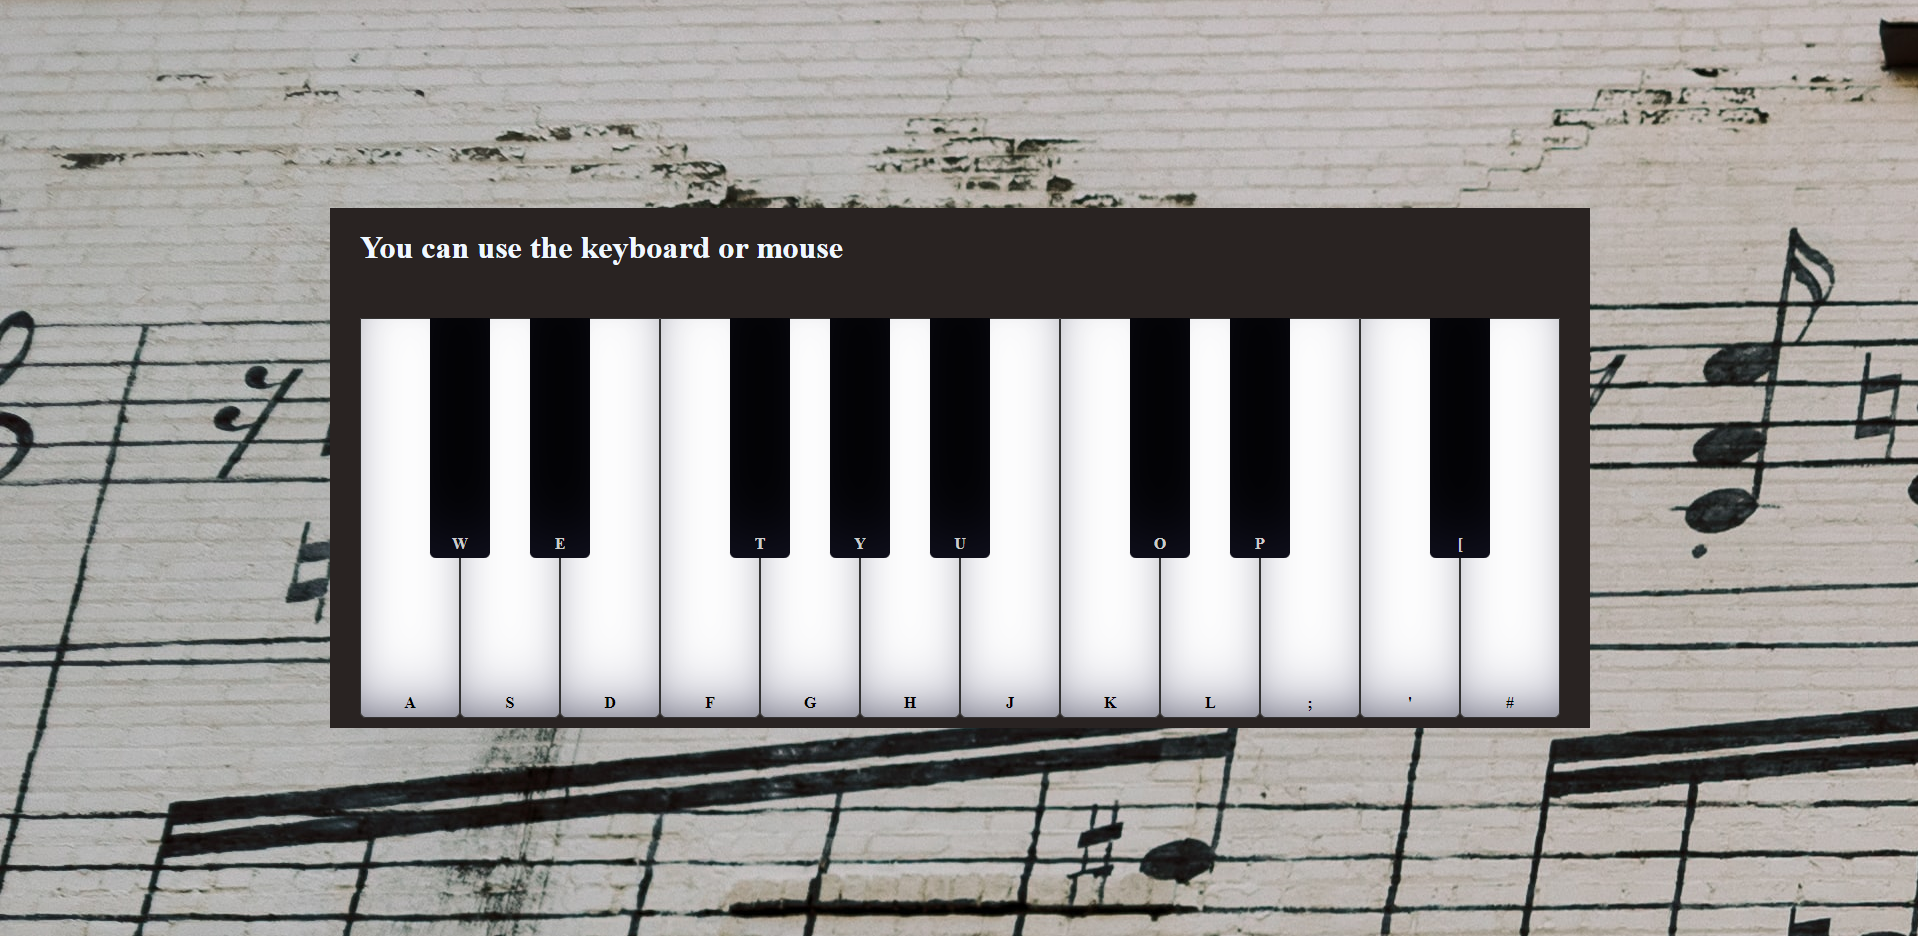 You can use the keyboard or mouse
W E T Y U O P [
A S D F G H J K L ; ' #